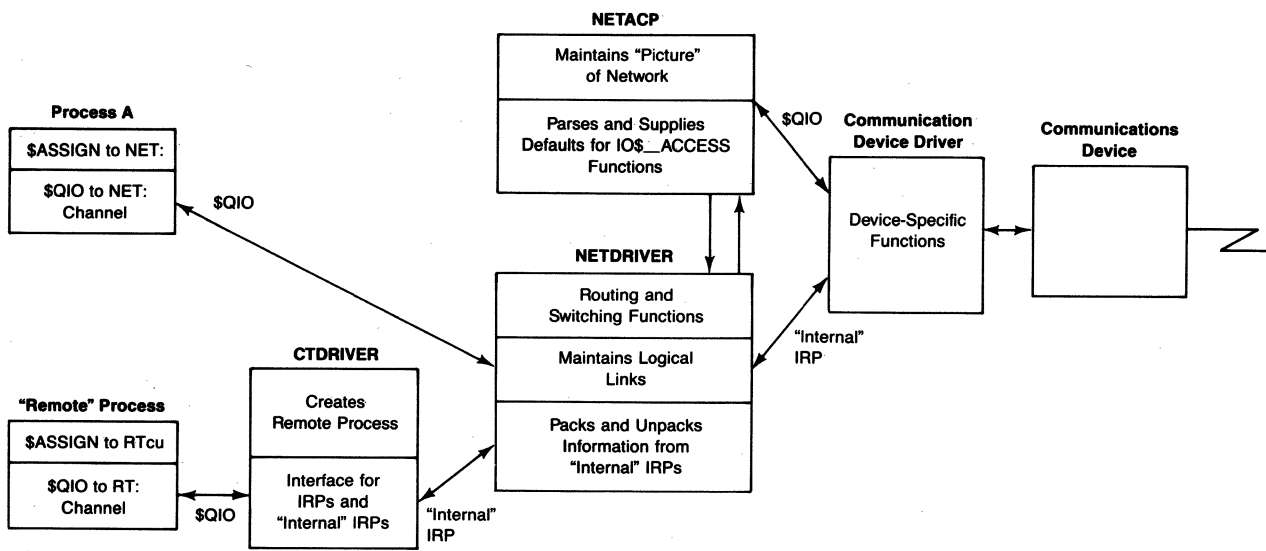 NETACP
Maintains “Picture”
of Network
Parses and Supplies
Defaults for IO$__ACCESS
Functions
Process A
$ASSIGN to NET:
$QIO to NET:
Channel
$QIO
$QIO
Communication
Device Driver
Device-Specific
Functions
Communications
Device
NETDRIVER
Routing and
Switching Functions
Maintains Logical
Links
Packs and Unpacks
Information from
“Internal” IRPs
“Internal”
IRP
CTDRIVER
Creates
Remote Process
Interface for
IRPs and
“Internal” IRPs
“Remote” Process
$ASSIGN to RTcu
$QIO to RT:
Channel
$QIO
“Internal”
IRP